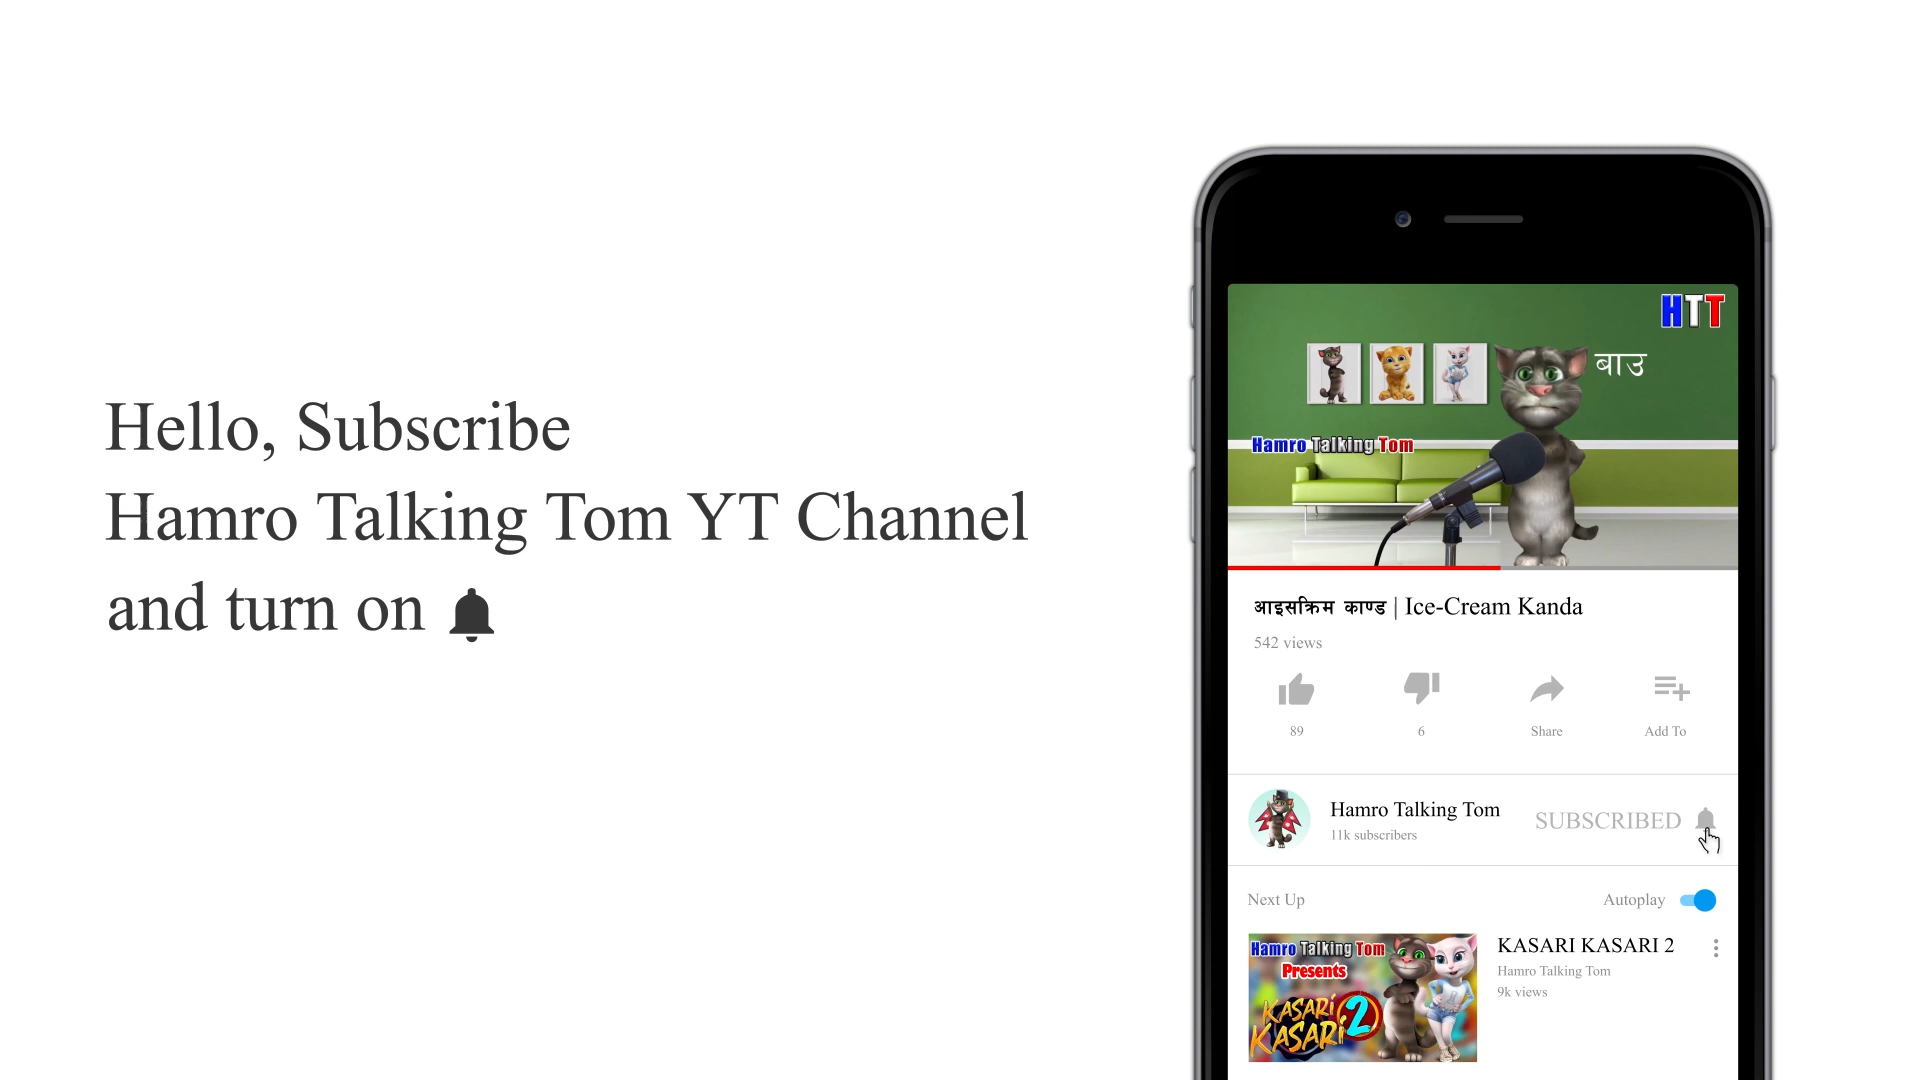 Hello, Subscribe
Hamro Talking Tom YT Channel
and turn on
HTT
बाउ
Hamro Talking Tom
आइसक्रिम काण्ड | Ice-Cream Kanda
542 views
89
6
Share
Add To
Hamro Talking Tom
11k subscribers
SUBSCRIBED
Next Up
Autoplay
Hamro Talking Tom
Presents
KASARI
KASARI 2
KASARI KASARI 2
Hamro Talking Tom
9k views